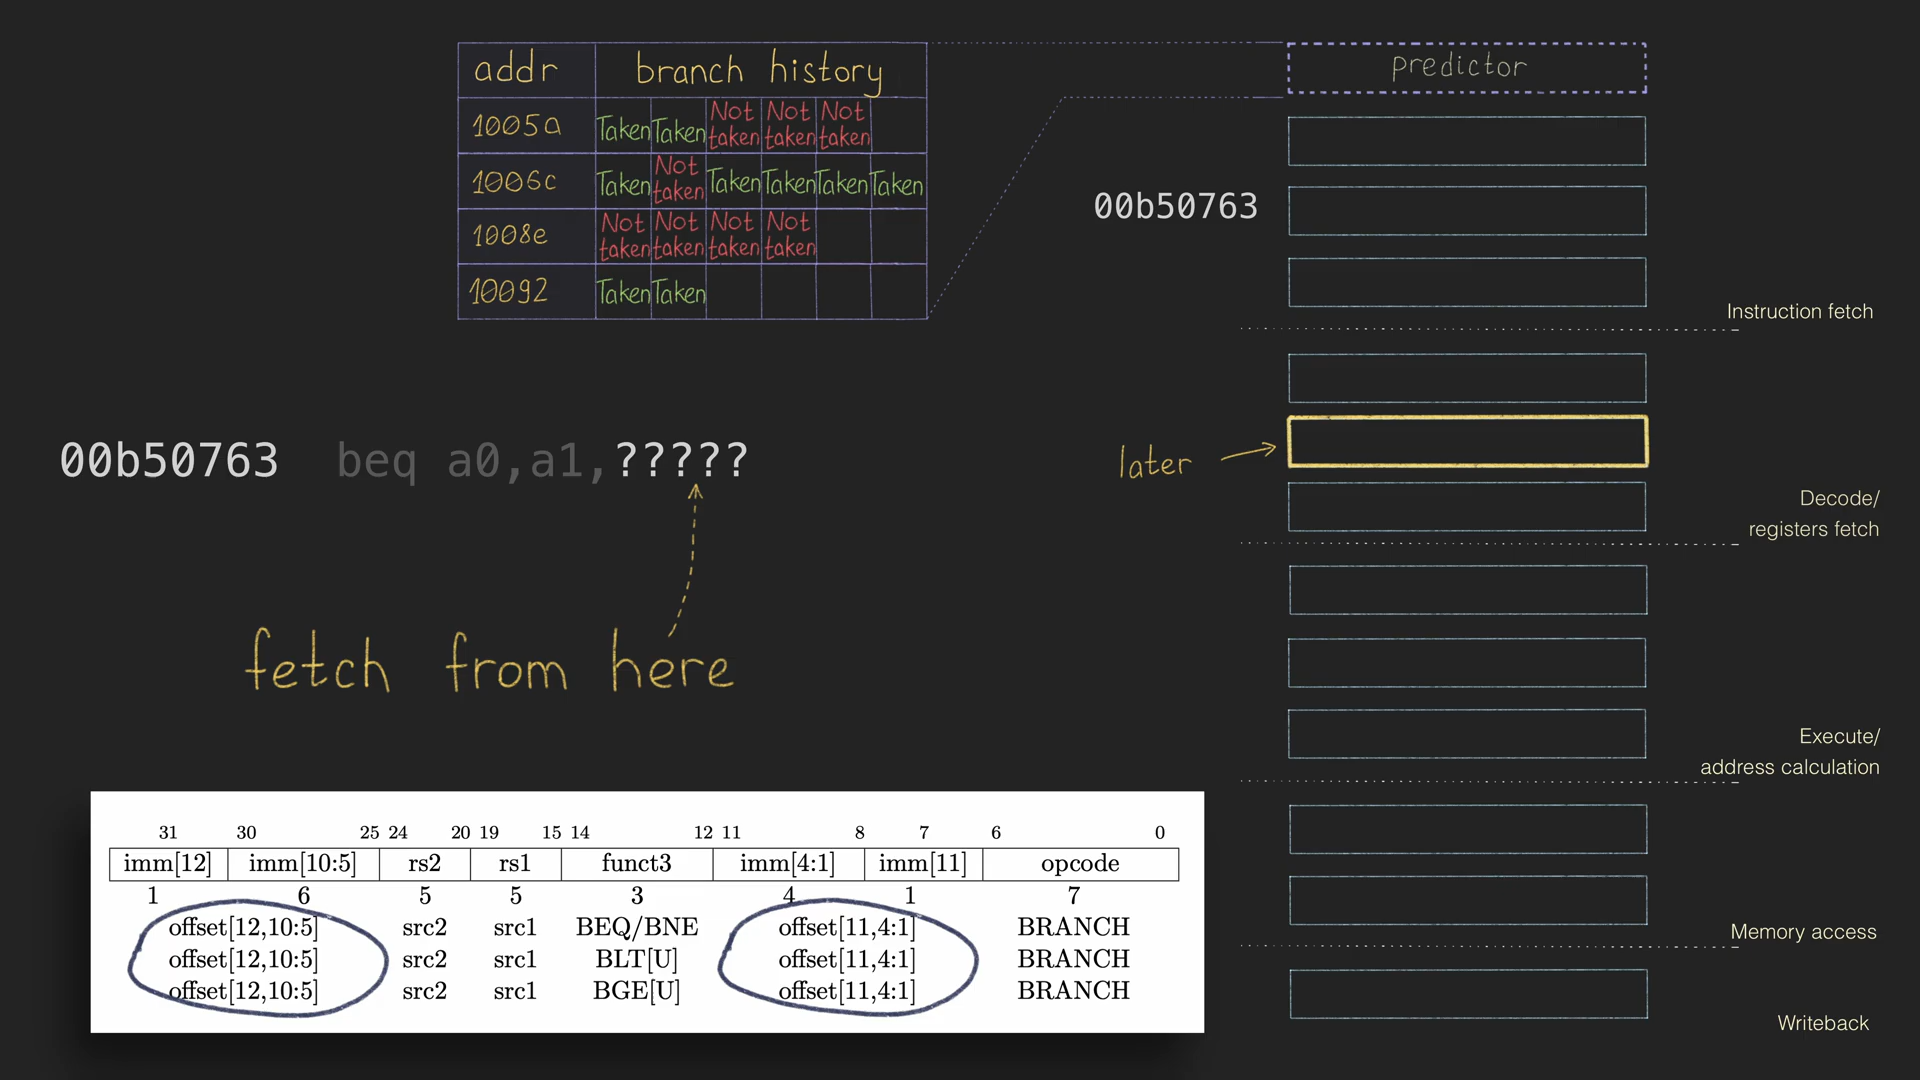 addr branch history
1005a Taken Taken Not taken Not taken Not taken
1006c Taken Not taken Taken Taken Taken Taken
1008e Not taken Not taken Not taken Not taken
10092 Taken Taken
predictor
00b50763
Instruction fetch
later
Decode/
registers fetch
Execute/
address calculation
Memory access
Writeback
00b50763 beq a0,a1,?????
fetch from here
31 30 25 24 20 19 15 14 12 11 8 7 6 0
imm[12] imm[10:5] rs2 rs1 funct3 imm[4:1] imm[11] opcode
1 6 5 5 3 4 1 7
offset[12,10:5] src2 src1 BEQ/BNE offset[11,4:1] BRANCH
offset[12,10:5] src2 src1 BLT[U] offset[11,4:1] BRANCH
offset[12,10:5] src2 src1 BGE[U] offset[11,4:1] BRANCH